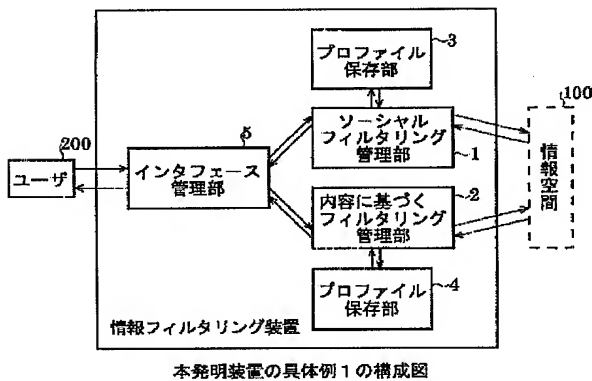 3
プロファイル
保存部
100
ソーシャル
フィルタリング
管理部
1
5
200
ユーザ
インタフェース
管理部
情報空間
2
内容に基づく
フィルタリング
管理部
4
プロファイル
保存部
情報フィルタリング装置
本発明装置の具体例1の構成図